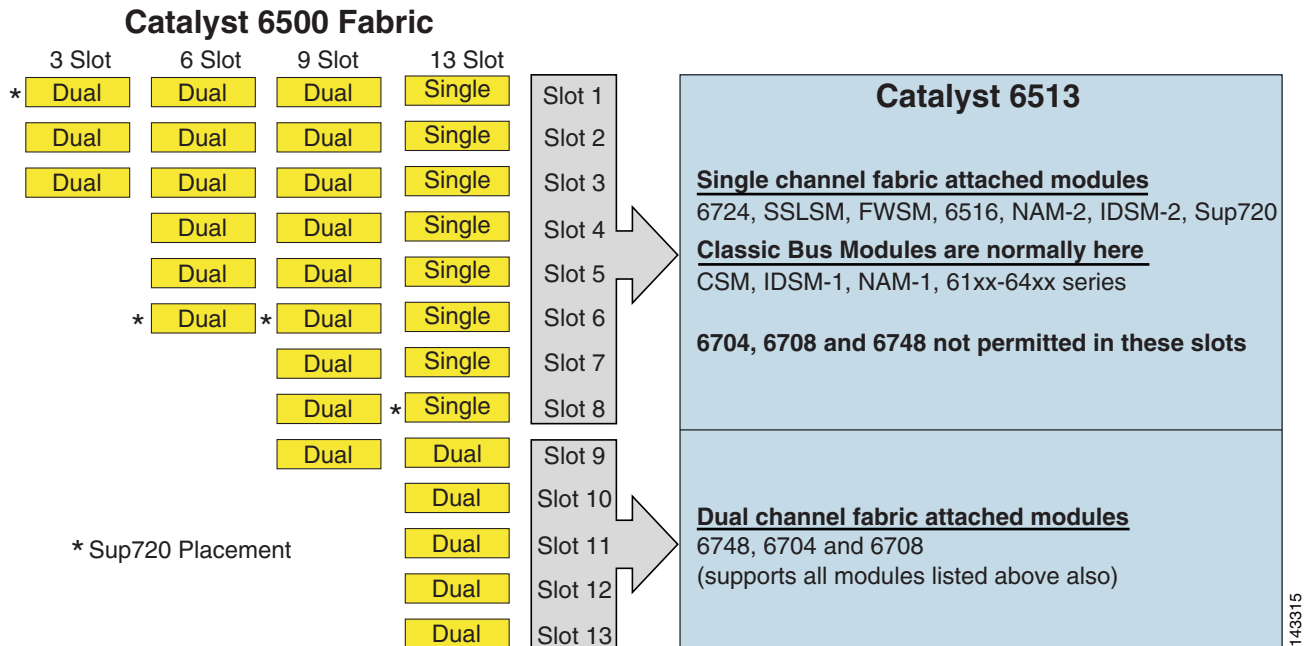 Catalyst 6500 Fabric
3 Slot 6 Slot 9 Slot 13 Slot
* Dual Dual Dual Single Slot 1
Dual Dual Dual Single Slot 2
Dual Dual Dual Single Slot 3
Dual Dual Single Slot 4
Dual Dual Single Slot 5
* Dual * Dual Single Slot 6
Dual Single Slot 7
Dual * Single Slot 8
Dual Dual Slot 9
Dual Slot 10
Dual Slot 11
Dual Slot 12
Dual Slot 13
* Sup720 Placement
Catalyst 6513
Single channel fabric attached modules
6724, SSLSM, FWSM, 6516, NAM-2, IDSM-2, Sup720
Classic Bus Modules are normally here
CSM, IDSM-1, NAM-1, 61xx-64xx series
6704, 6708 and 6748 not permitted in these slots
Dual channel fabric attached modules
6748, 6704 and 6708
(supports all modules listed above also)
143315